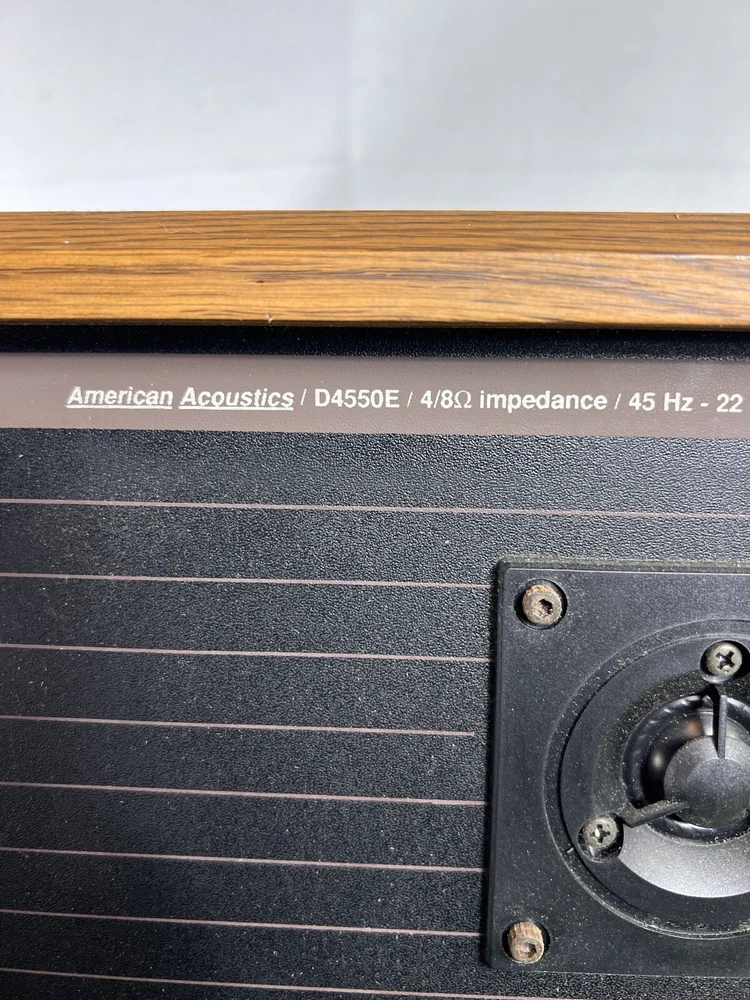 American Acoustics / D4550E / 4/8Ω impedance / 45 Hz - 22